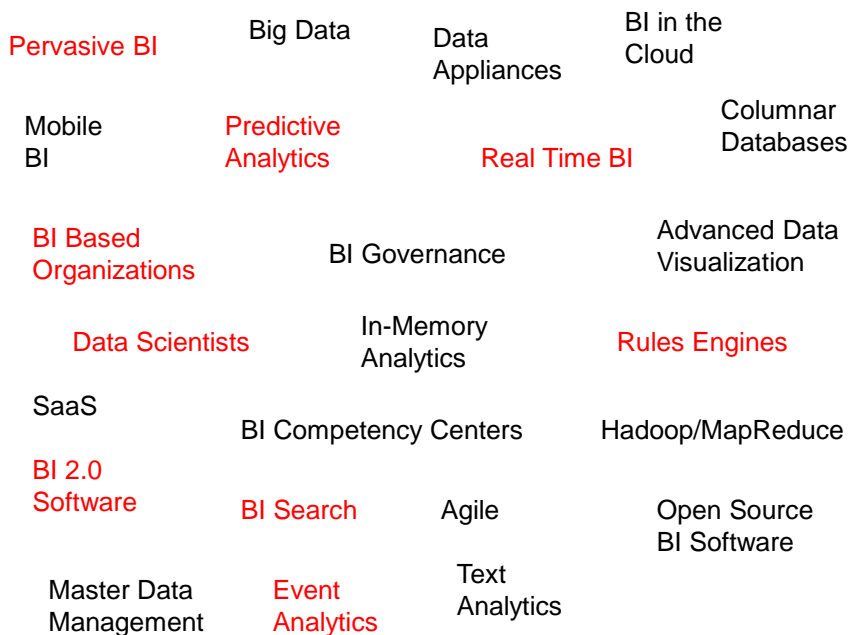 Pervasive BI
Big Data
Data
Appliances
BI in the
Cloud
Mobile
BI
Predictive
Analytics
Real Time BI
Columnar
Databases
BI Based
Organizations
BI Governance
Advanced Data
Visualization
Data Scientists
In-Memory
Analytics
Rules Engines
SaaS
BI Competency Centers
Hadoop/MapReduce
BI 2.0
Software
BI Search
Agile
Open Source
BI Software
Master Data
Management
Event
Analytics
Text
Analytics